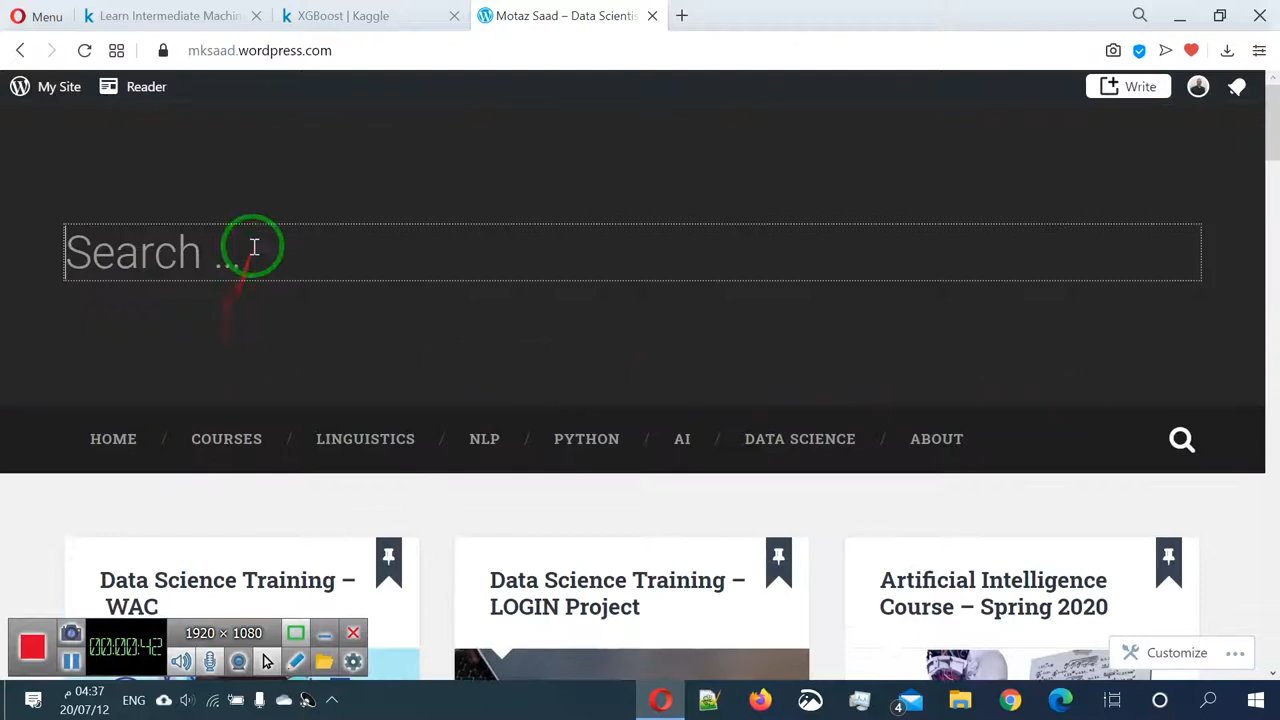 Menu
Learn Intermediate Machin
XGBoost | Kaggle
Motaz Saad – Data Scientis
mksaad.wordpress.com
My Site
Reader
Write
Search ...
HOME / COURSES / LINGUISTICS / NLP / PYTHON / AI / DATA SCIENCE / ABOUT
Data Science Training –
WAC
Data Science Training –
LOGIN Project
Artificial Intelligence
Course – Spring 2020
1920 × 1080
00:00:42
Customize
04:37 م
20/07/12
ENG
4